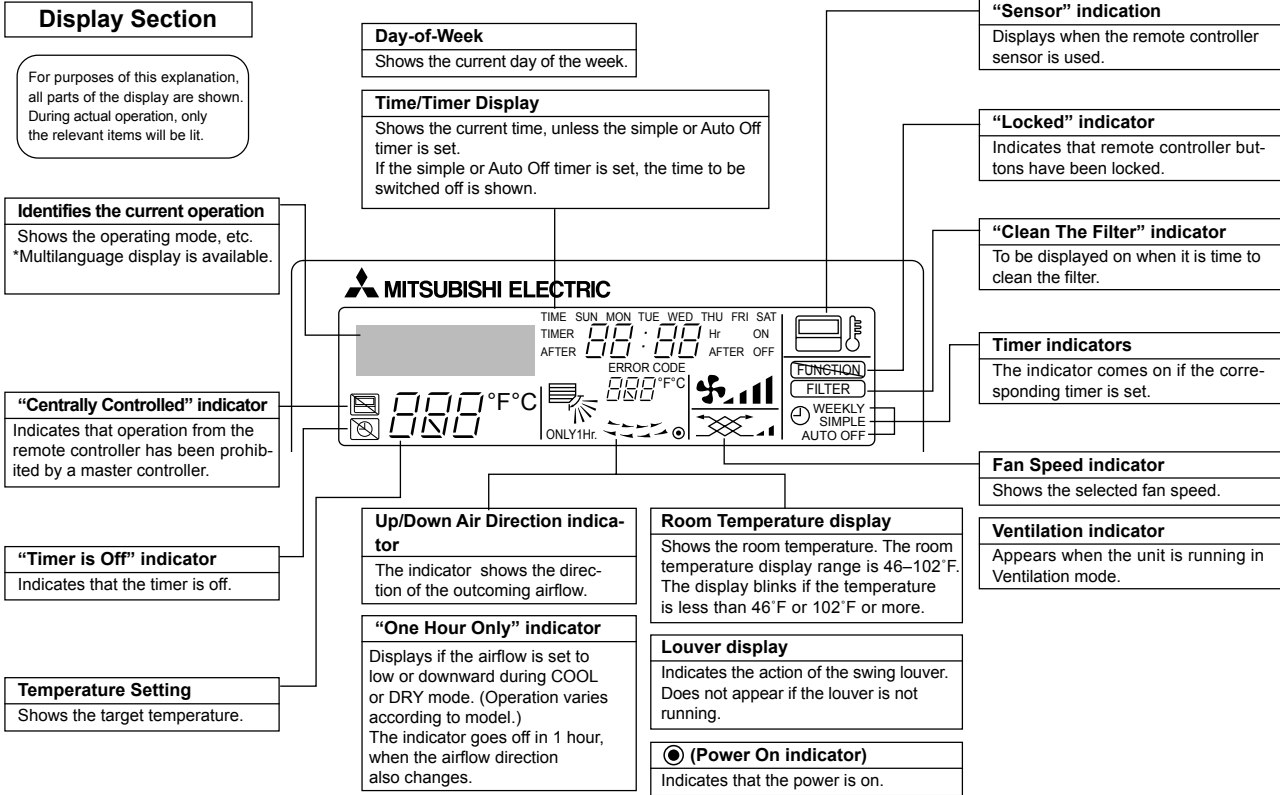 Display Section
For purposes of this explanation,
all parts of the display are shown.
During actual operation, only
the relevant items will be lit.
Identifies the current operation
Shows the operating mode, etc.
*Multilanguage display is available.
"Centrally Controlled" indicator
Indicates that operation from the
remote controller has been prohib-
ited by a master controller.
"Timer is Off" indicator
Indicates that the timer is off.
Temperature Setting
Shows the target temperature.
Day-of-Week
Shows the current day of the week.
Time/Timer Display
Shows the current time, unless the simple or Auto Off
timer is set.
If the simple or Auto Off timer is set, the time to be
switched off is shown.
MITSUBISHI ELECTRIC
TIME SUN MON TUE WED THU FRI SAT
TIMER 88:88 Hr ON
AFTER AFTER OFF
ERROR CODE
888°F°C
888°F°C
ONLY1Hr.
FUNCTION
FILTER
WEEKLY
SIMPLE
AUTO OFF
Up/Down Air Direction indica-
tor
The indicator shows the direc-
tion of the outcoming airflow.
"One Hour Only" indicator
Displays if the airflow is set to
low or downward during COOL
or DRY mode. (Operation varies
according to model.)
The indicator goes off in 1 hour,
when the airflow direction
also changes.
Room Temperature display
Shows the room temperature. The room
temperature display range is 46–102˚F.
The display blinks if the temperature
is less than 46˚F or 102˚F or more.
Louver display
Indicates the action of the swing louver.
Does not appear if the louver is not
running.
(Power On indicator)
Indicates that the power is on.
"Sensor" indication
Displays when the remote controller
sensor is used.
"Locked" indicator
Indicates that remote controller but-
tons have been locked.
"Clean The Filter" indicator
To be displayed on when it is time to
clean the filter.
Timer indicators
The indicator comes on if the corre-
sponding timer is set.
Fan Speed indicator
Shows the selected fan speed.
Ventilation indicator
Appears when the unit is running in
Ventilation mode.